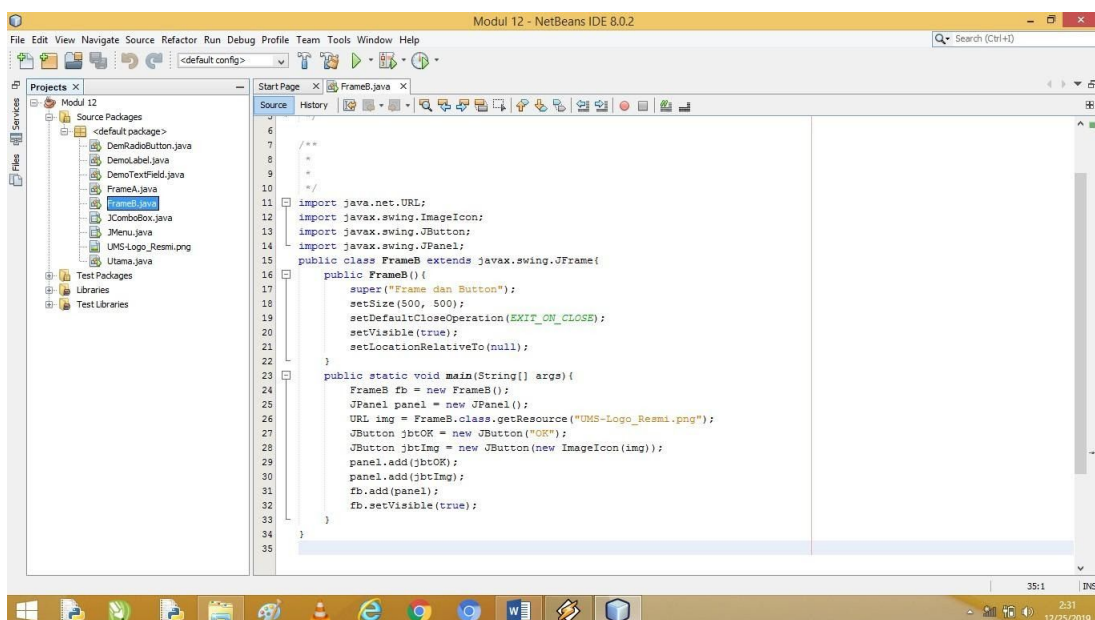 Modul 12 - NetBeans IDE 8.0.2
File Edit View Navigate Source Refactor Run Debug Profile Team Tools Window Help
Search (Ctrl+I)
<default config>
Projects
Services
Files
Modul 12
Source Packages
<default package>
DemRadioButton.java
DemoLabel.java
DemoTextField.java
FrameA.java
FrameB.java
JComboBox.java
JMenu.java
UMS-Logo_Resmi.png
Utama.java
Test Packages
Libraries
Test Libraries
Start Page FrameB.java
Source History
5 */
6
7 /**
8 *
9 *
10 */
11 import java.net.URL;
12 import javax.swing.ImageIcon;
13 import javax.swing.JButton;
14 import javax.swing.JPanel;
15 public class FrameB extends javax.swing.JFrame{
16 public FrameB(){
17 super("Frame dan Button");
18 setSize(500, 500);
19 setDefaultCloseOperation(EXIT_ON_CLOSE);
20 setVisible(true);
21 setLocationRelativeTo(null);
22 }
23 public static void main(String[] args){
24 FrameB fb = new FrameB();
25 JPanel panel = new JPanel();
26 URL img = FrameB.class.getResource("UMS-Logo_Resmi.png");
27 JButton jbtOK = new JButton("OK");
28 JButton jbtImg = new JButton(new ImageIcon(img));
29 panel.add(jbtOK);
30 panel.add(jbtImg);
31 fb.add(panel);
32 fb.setVisible(true);
33 }
34 }
35
35:1 INS
2:31
12/25/2019